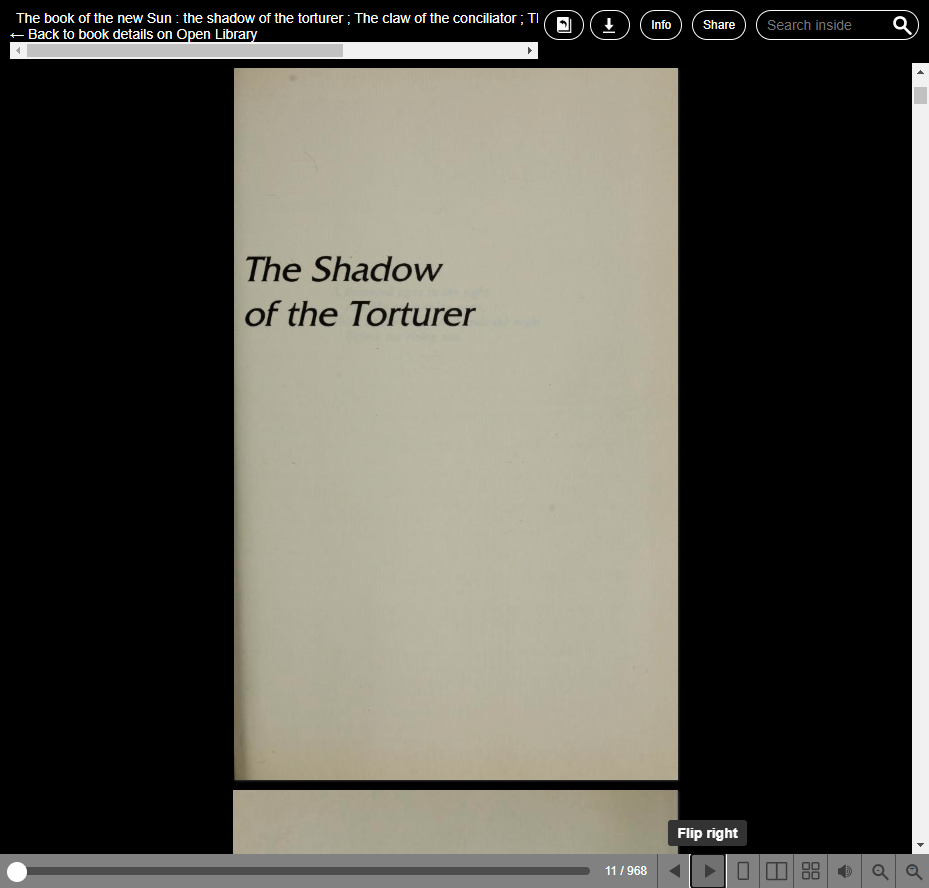 The book of the new Sun : the shadow of the torturer ; The claw of the conciliator ; Tl
← Back to book details on Open Library
Info
Share
Search inside
The Shadow
of the Torturer
Flip right
11 / 968